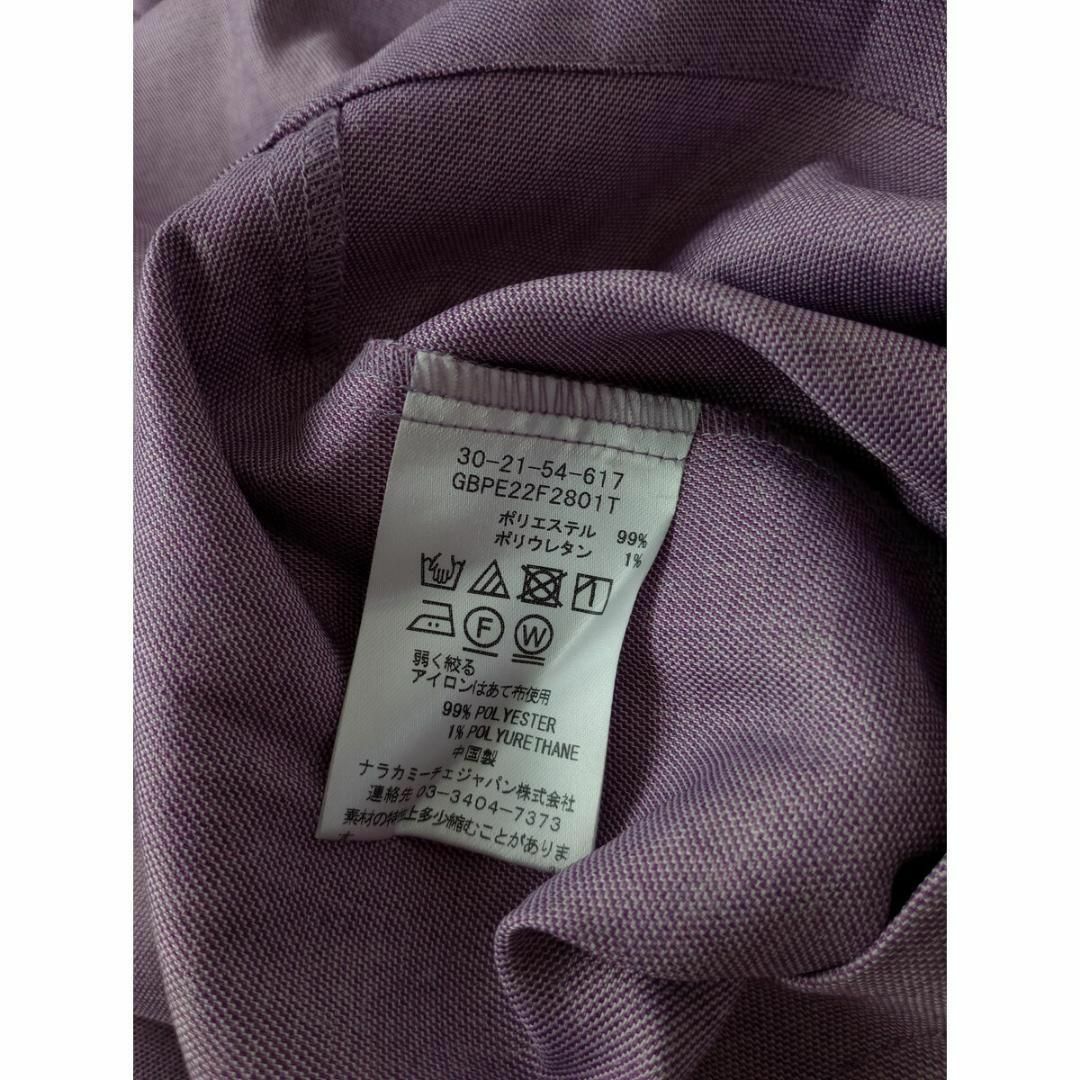 30-21-54-617
GBPE22F2801T
ポリエステル 99%
ポリウレタン 1%
F W
弱く絞る
アイロンはあて布使用
99% POLYESTER
1% POLYURETHANE
中国製
ナラカミーチェジャパン株式会社
連絡先 03-3404-7373
素材の特性上多少縮むことがありま
す